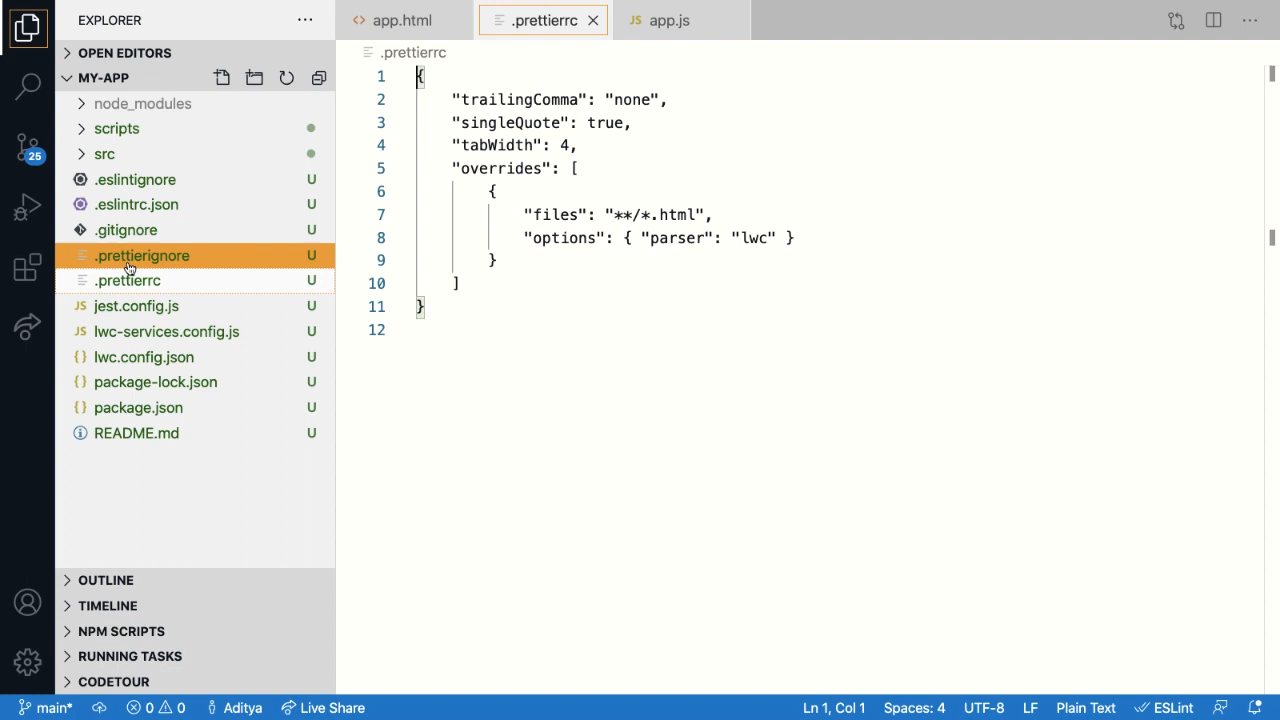 EXPLORER
OPEN EDITORS
MY-APP
node_modules
scripts
src
.eslintignore U
.eslintrc.json U
.gitignore U
.prettierignore U
.prettierrc U
JS jest.config.js U
JS lwc-services.config.js U
{} lwc.config.json U
{} package-lock.json U
{} package.json U
README.md U
OUTLINE
TIMELINE
NPM SCRIPTS
RUNNING TASKS
CODETOUR
25
<> app.html
.prettierrc
JS app.js
.prettierrc
1 {
2 "trailingComma": "none",
3 "singleQuote": true,
4 "tabWidth": 4,
5 "overrides": [
6 {
7 "files": "**/*.html",
8 "options": { "parser": "lwc" }
9 }
10 ]
11 }
12
main* 0 0 Aditya Live Share Ln 1, Col 1 Spaces: 4 UTF-8 LF Plain Text ESLint